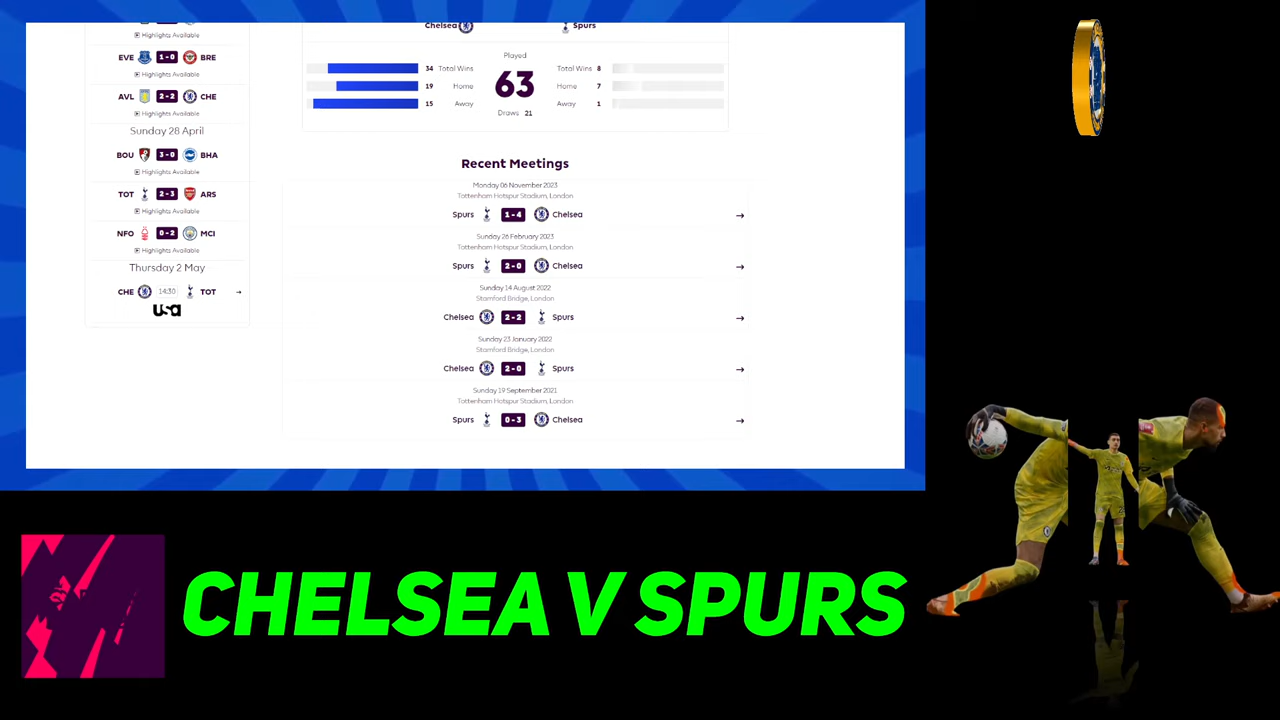 Highlights Available
EVE 1 - 0 BRE
Highlights Available
AVL 2 - 2 CHE
Highlights Available
Sunday 28 April
BOU 3 - 0 BHA
Highlights Available
TOT 2 - 3 ARS
Highlights Available
NFO 0 - 2 MCI
Highlights Available
Thursday 2 May
CHE 14:30 TOT →
usa
Chelsea Spurs
Played
63
Draws 21
34 Total Wins
19 Home
15 Away
Total Wins 8
Home 7
Away 1
Recent Meetings
Monday 06 November 2023
Tottenham Hotspur Stadium, London
Spurs 1 - 4 Chelsea →
Sunday 26 February 2023
Tottenham Hotspur Stadium, London
Spurs 2 - 0 Chelsea →
Sunday 14 August 2022
Stamford Bridge, London
Chelsea 2 - 2 Spurs →
Sunday 23 January 2022
Stamford Bridge, London
Chelsea 2 - 0 Spurs →
Sunday 19 September 2021
Tottenham Hotspur Stadium, London
Spurs 0 - 3 Chelsea →
CHELSEA V SPURS